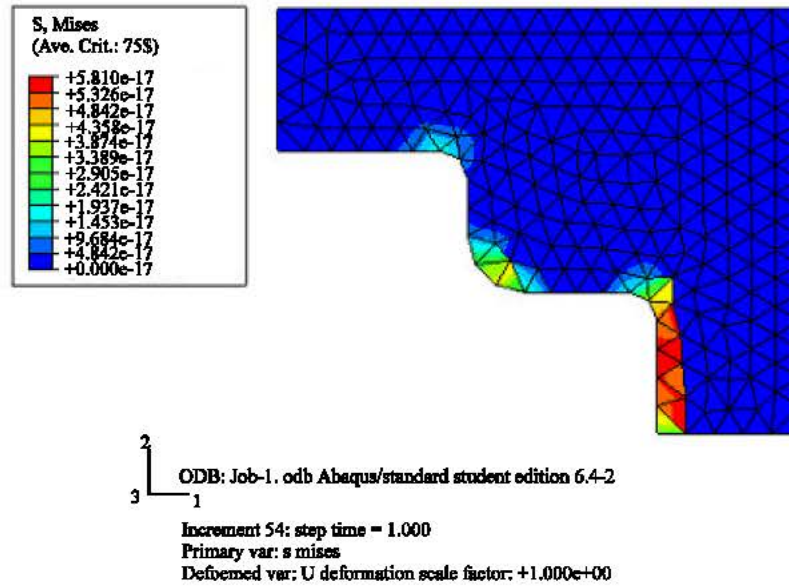 S, Mises
(Ave. Crit.: 75$)
+5.810e-17
+5.326e-17
+4.842e-17
+4.358e-17
+3.874e-17
+3.389e-17
+2.905e-17
+2.421e-17
+1.937e-17
+1.453e-17
+9.684e-17
+4.842e-17
+0.000e-17
2
3
1
ODB: Job-1. odb Abaqus/standard student edition 6.4-2
Increment 54: step time = 1.000
Primary var: s mises
Defoemed var: U deformation scale factor: +1.000e+00